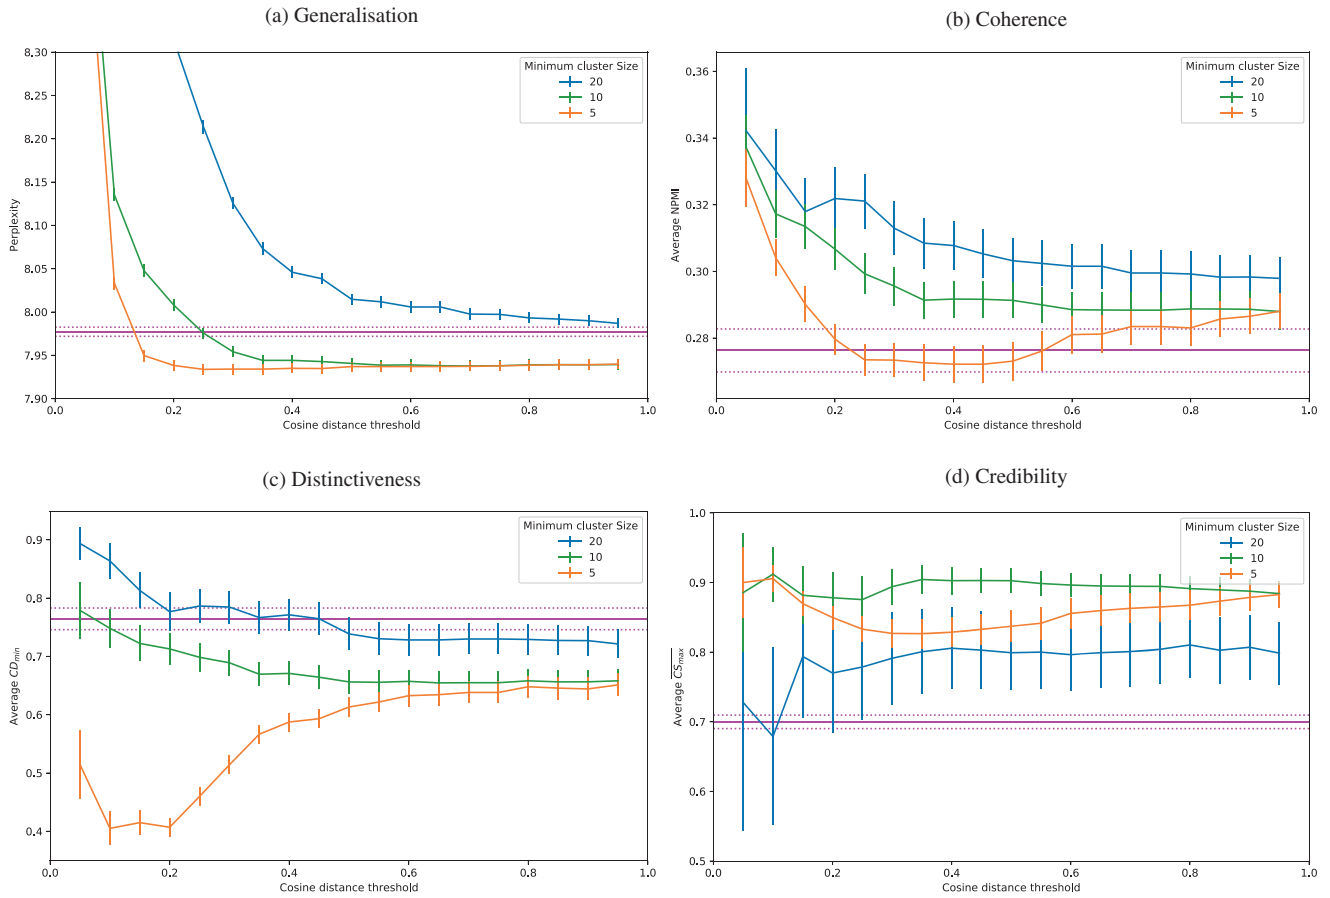 (a) Generalisation
8.30
8.25
8.20
8.15
8.10
8.05
8.00
7.95
7.90
Perplexity
0.0 0.2 0.4 0.6 0.8 1.0
Cosine distance threshold
Minimum cluster Size
20
10
5
(b) Coherence
0.36
0.34
0.32
0.30
0.28
Average NPMI
0.0 0.2 0.4 0.6 0.8 1.0
Cosine distance threshold
Minimum cluster Size
20
10
5
(c) Distinctiveness
0.9
0.8
0.7
0.6
0.5
0.4
Average CD_min
0.0 0.2 0.4 0.6 0.8 1.0
Cosine distance threshold
Minimum cluster Size
20
10
5
(d) Credibility
1.0
0.9
0.8
0.7
0.6
0.5
Average \overline{CS}_{max}
0.0 0.2 0.4 0.6 0.8 1.0
Cosine distance threshold
Minimum cluster Size
20
10
5